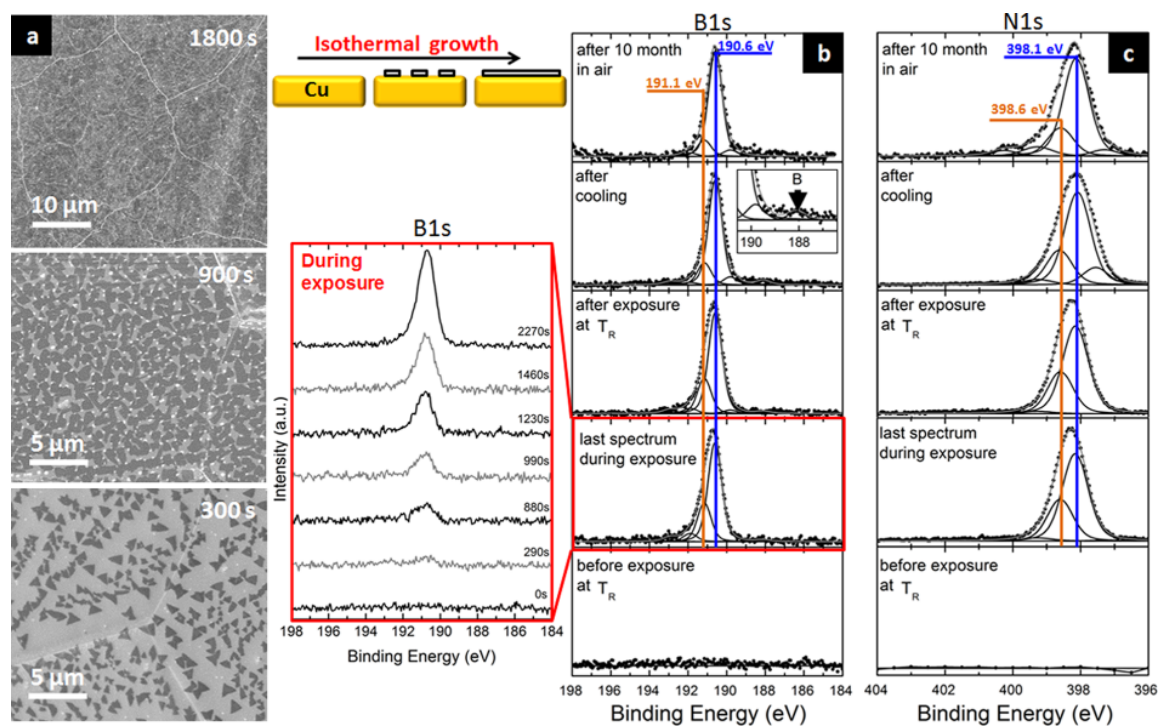 a
1800 s
10 µm
900 s
5 µm
300 s
5 µm
Isothermal growth
Cu
B1s
During
exposure
2270s
1460s
1230s
990s
880s
290s
0s
Intensity (a.u.)
198 196 194 192 190 188 186 184
Binding Energy (eV)
B1s
b
after 10 month
in air
190.6 eV
191.1 eV
after
cooling
B
190 188
after exposure
at TR
last spectrum
during exposure
before exposure
at TR
198 196 194 192 190 188 186 184
Binding Energy (eV)
N1s
c
after 10 month
in air
398.1 eV
398.6 eV
after
cooling
after exposure
at TR
last spectrum
during exposure
before exposure
at TR
404 402 400 398 396
Binding Energy (eV)